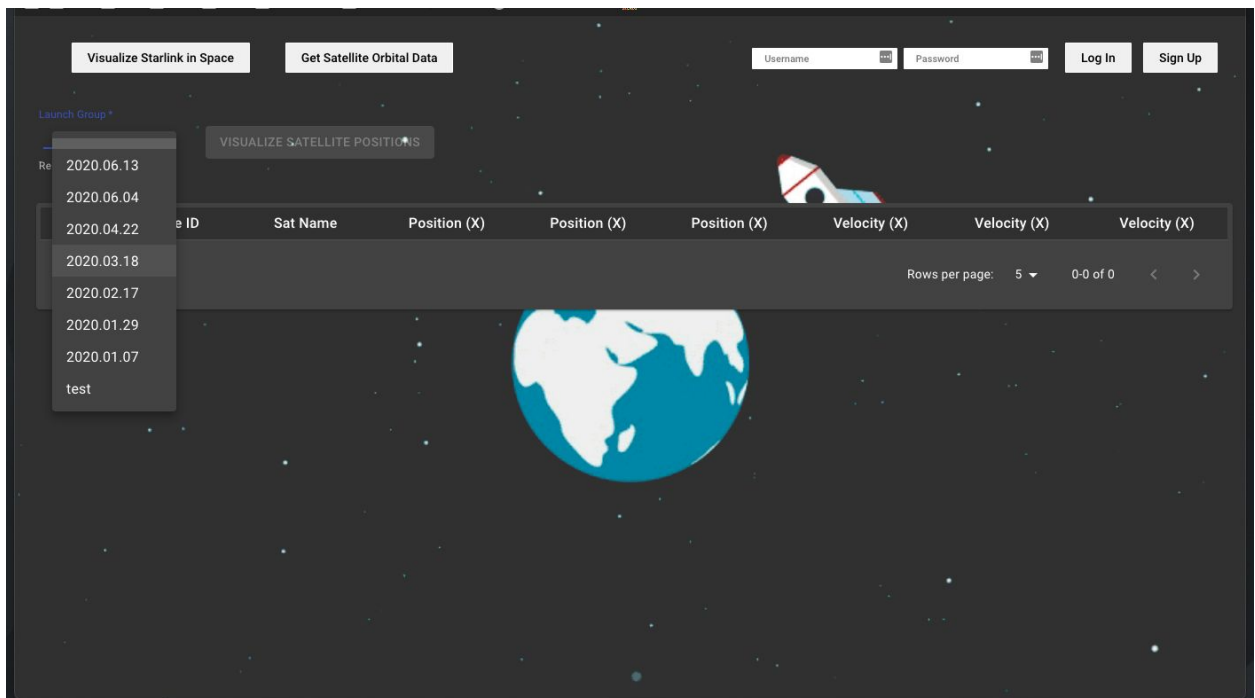 Visualize Starlink in Space Get Satellite Orbital Data Username Password Log In Sign Up
Launch Group *
VISUALIZE SATELLITE POSITIONS
Re
2020.06.13
2020.06.04
e ID Sat Name Position (X) Position (X) Position (X) Velocity (X) Velocity (X) Velocity (X)
2020.04.22
2020.03.18
Rows per page: 5 0-0 of 0
2020.02.17
2020.01.29
2020.01.07
test